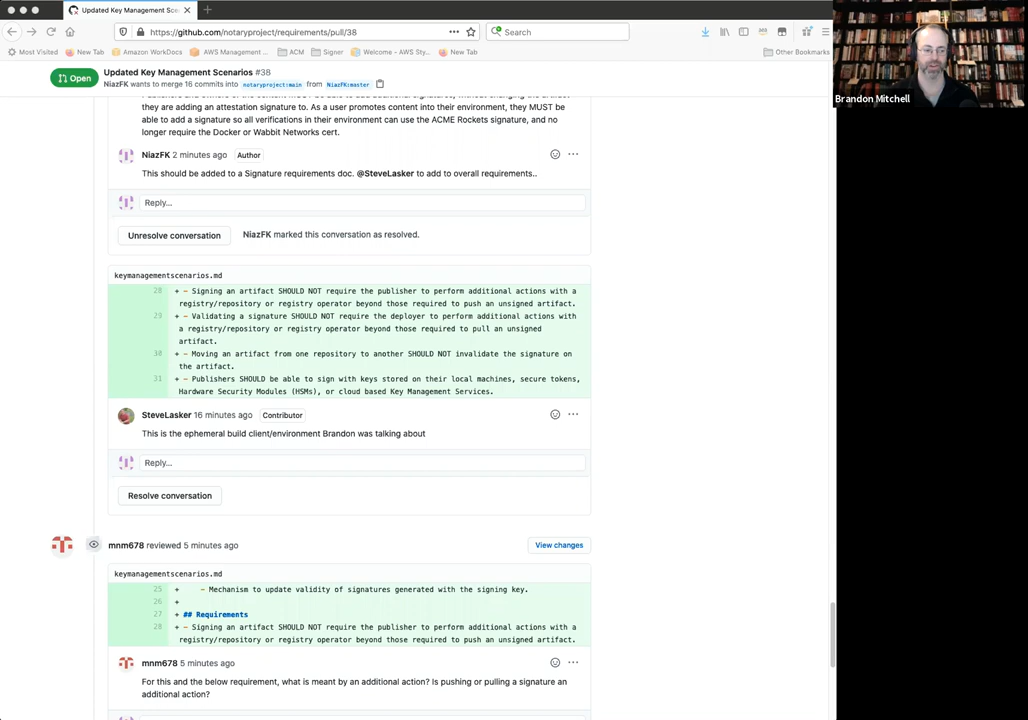 Updated Key Management Scen
https://github.com/notaryproject/requirements/pull/38
Search
Most Visited
New Tab
Amazon WorkDocs
AWS Management ...
ACM
Signer
Welcome - AWS Sty...
New Tab
Other Bookmarks
Brandon Mitchell
Open
Updated Key Management Scenarios #38
NiazFK wants to merge 16 commits into notaryproject:main from NiazFK:master
they are adding an attestation signature to. As a user promotes content into their environment, they MUST be
able to add a signature so all verifications in their environment can use the ACME Rockets signature, and no
longer require the Docker or Wabbit Networks cert.
NiazFK 2 minutes ago Author
This should be added to a Signature requirements doc. @SteveLasker to add to overall requirements..
Reply...
Unresolve conversation
NiazFK marked this conversation as resolved.
keymanagementscenarios.md
28 + - Signing an artifact SHOULD NOT require the publisher to perform additional actions with a
registry/repository or registry operator beyond those required to push an unsigned artifact.
29 + - Validating a signature SHOULD NOT require the deployer to perform additional actions with
a registry/repository or registry operator beyond those required to pull an unsigned
artifact.
30 + - Moving an artifact from one repository to another SHOULD NOT invalidate the signature on
the artifact.
31 + - Publishers SHOULD be able to sign with keys stored on their local machines, secure tokens,
Hardware Security Modules (HSMs), or cloud based Key Management Services.
SteveLasker 16 minutes ago Contributor
This is the ephemeral build client/environment Brandon was talking about
Reply...
Resolve conversation
mnm678 reviewed 5 minutes ago
View changes
keymanagementscenarios.md
25 + - Mechanism to update validity of signatures generated with the signing key.
26 +
27 + ## Requirements
28 + - Signing an artifact SHOULD NOT require the publisher to perform additional actions with a
registry/repository or registry operator beyond those required to push an unsigned artifact.
mnm678 5 minutes ago
For this and the below requirement, what is meant by an additional action? Is pushing or pulling a signature an
additional action?